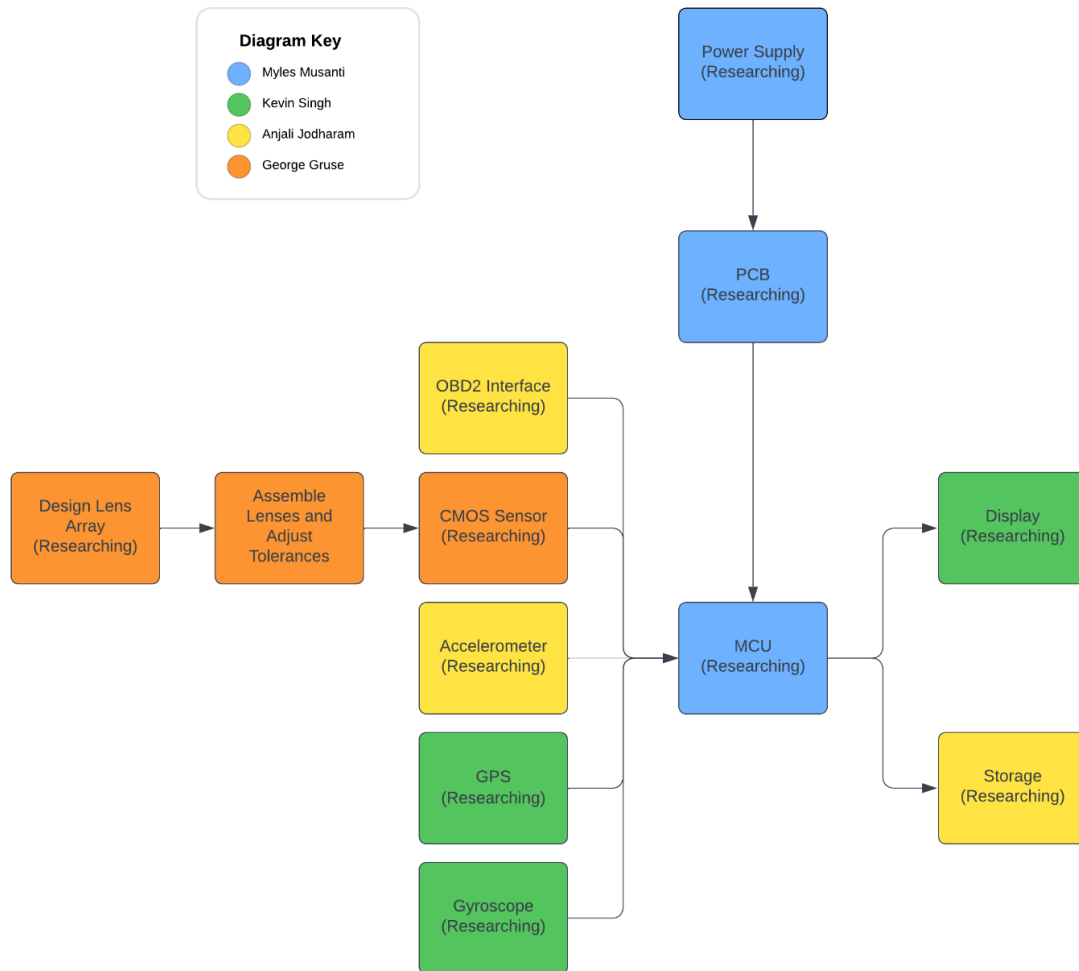 Diagram Key
Myles Musanti
Kevin Singh
Anjali Jodharam
George Gruse
Power Supply
(Researching)
PCB
(Researching)
OBD2 Interface
(Researching)
Design Lens
Array
(Researching)
Assemble
Lenses and
Adjust
Tolerances
CMOS Sensor
(Researching)
Display
(Researching)
Accelerometer
(Researching)
MCU
(Researching)
GPS
(Researching)
Storage
(Researching)
Gyroscope
(Researching)